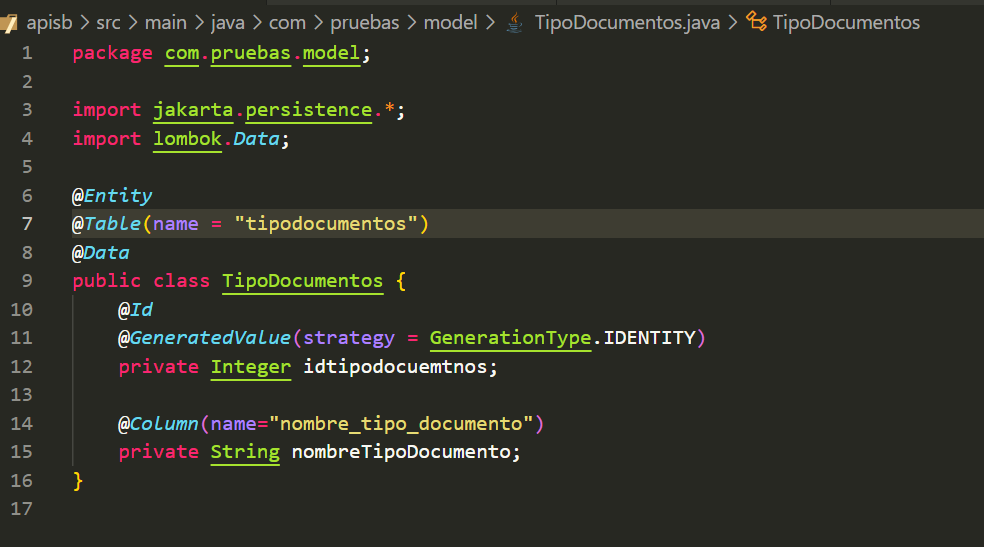 apisb > src > main > java > com > pruebas > model > TipoDocumentos.java > TipoDocumentos
1 package com.pruebas.model;
2
3 import jakarta.persistence.*;
4 import lombok.Data;
5
6 @Entity
7 @Table(name = "tipodocumentos")
8 @Data
9 public class TipoDocumentos {
10 @Id
11 @GeneratedValue(strategy = GenerationType.IDENTITY)
12 private Integer idtipodocuemtnos;
13
14 @Column(name="nombre_tipo_documento")
15 private String nombreTipoDocumento;
16 }
17